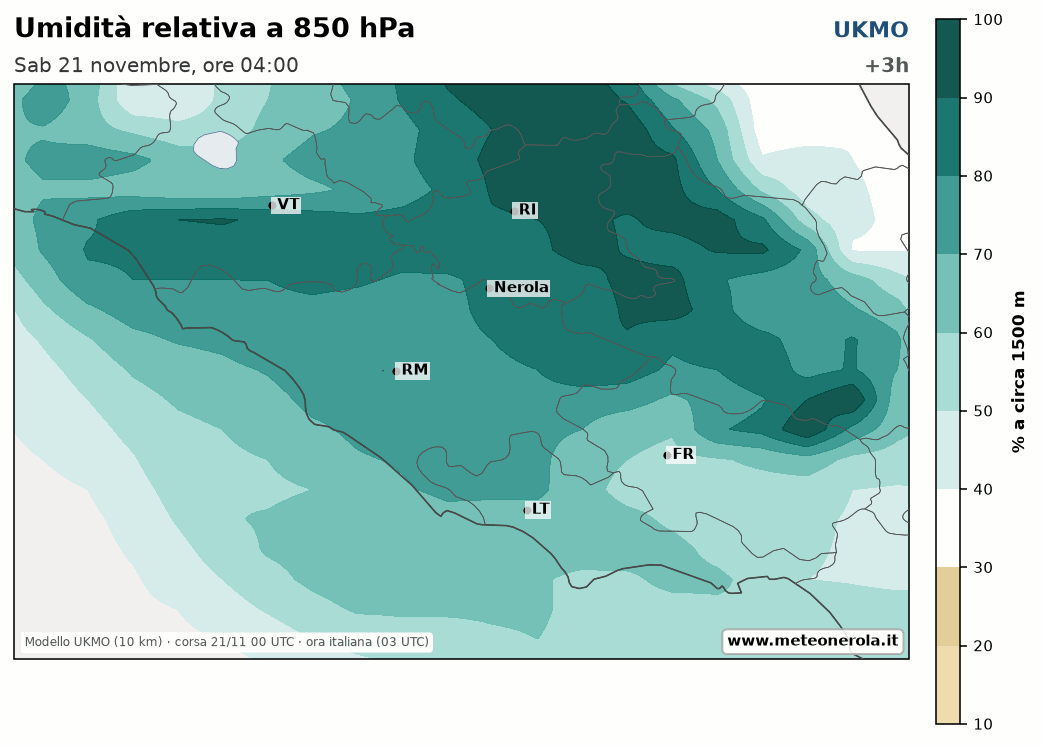 Umidità relativa a 850 hPa
UKMO
Sab 21 novembre, ore 04:00
+3h
100
90
80
70
60
50
40
30
20
10
% a circa 1500 m
VT
RI
Nerola
RM
FR
LT
Modello UKMO (10 km) · corsa 21/11 00 UTC · ora italiana (03 UTC)
www.meteonerola.it